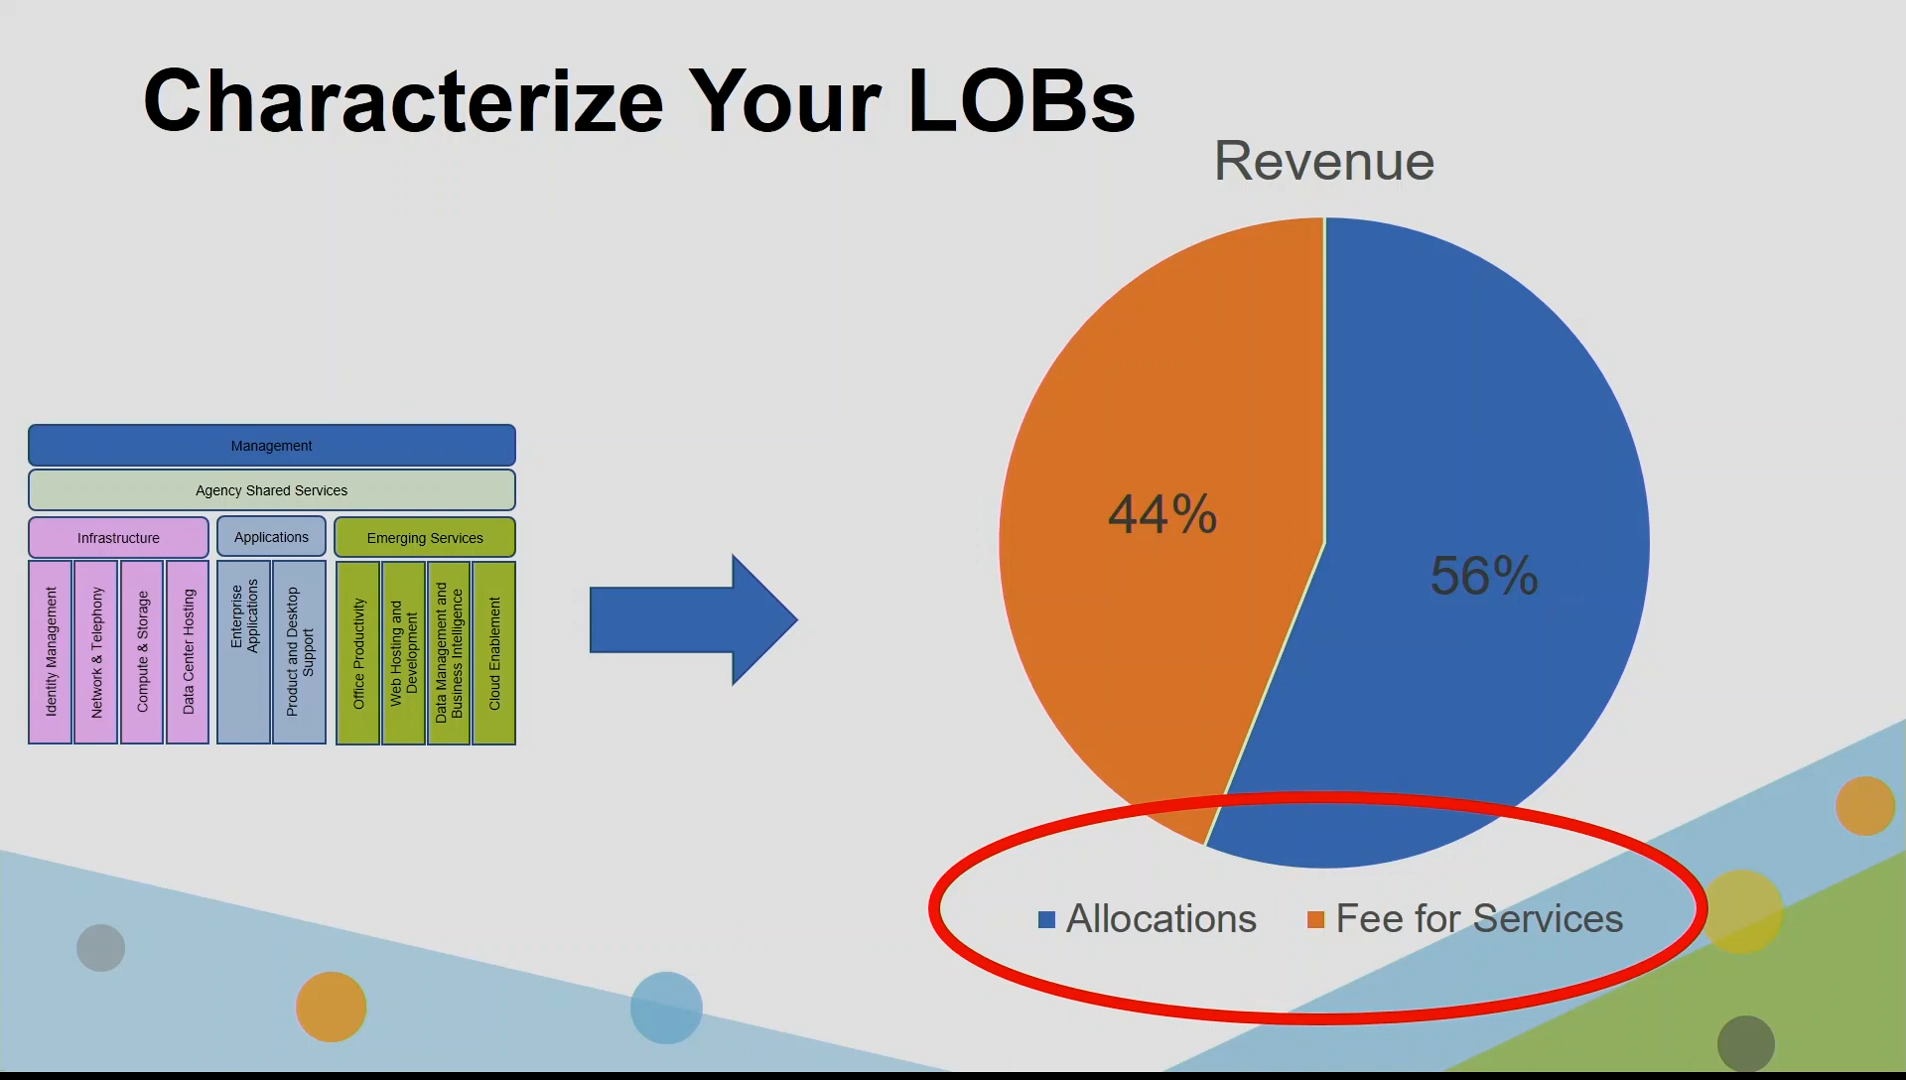 Characterize Your LOBs
Revenue
44%
56%
Allocations
Fee for Services
Management
Agency Shared Services
Infrastructure
Applications
Emerging Services
Identity Management
Network & Telephony
Compute & Storage
Data Center Hosting
Enterprise
Applications
Product and Desktop
Support
Office Productivity
Web Hosting and
Development
Data Management and
Business Intelligence
Cloud Enablement